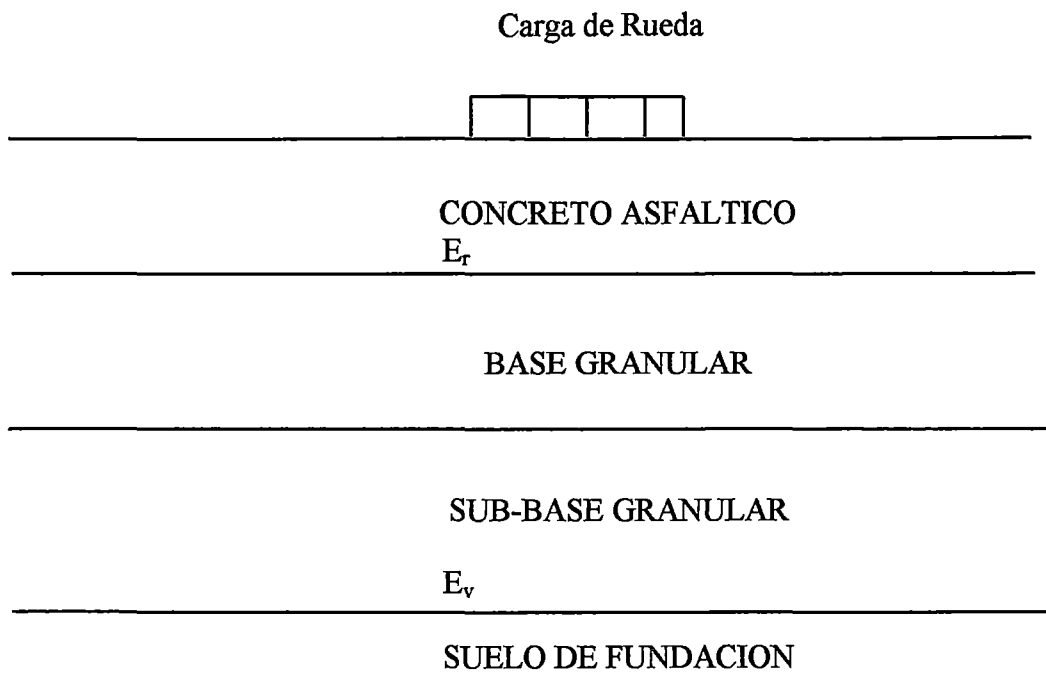 Carga de Rueda
CONCRETO ASFALTICO
Er
BASE GRANULAR
SUB-BASE GRANULAR
Ev
SUELO DE FUNDACION